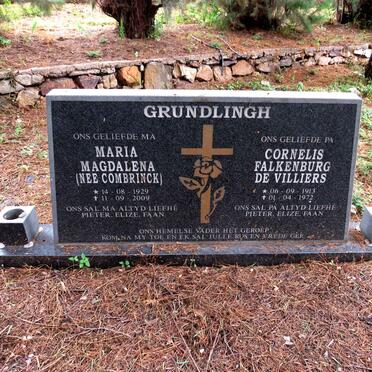 GRUNDLINGH
ONS GELIEFDE MA
MARIA
MAGDALENA
(NEE COMBRINCK)
* 14 - 08 - 1929
† 11 - 09 - 2009
ONS SAL MA ALTYD LIEFHÊ
PIETER, ELIZE, FAAN
ONS GELIEFDE PA
CORNELIS
FALKENBURG
DE VILLIERS
* 06 - 09 - 1913
† 01 - 04 - 1972
ONS SAL PA ALTYD LIEFHÊ
PIETER, ELIZE, FAAN
ONS HEMELSE VADER HET GEROEP
KOM NA MY TOE EN EK SAL JULLE RUS EN VREDE GEE